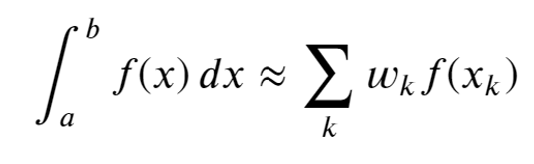 ∫_a^b f(x) dx ≈ ∑_k w_k f(x_k)